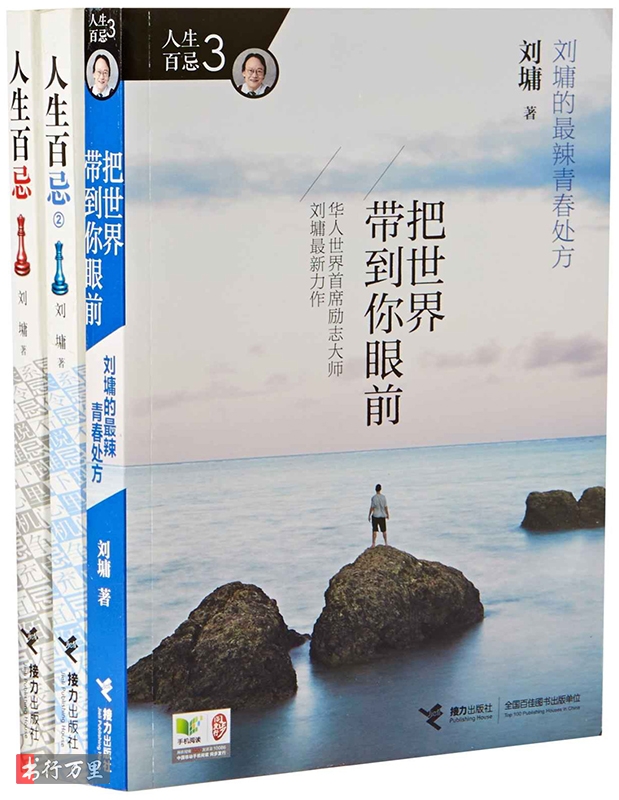 人生百忌
刘墉
著
接力出版社
人生百忌
②
刘墉
著
接力出版社
人生百忌3
把世界
带到你眼前
刘墉的最辣
青春处方
刘墉 著
接力出版社
人生
百忌 3
刘墉的最辣青春处方
刘墉 著
把世界
带到你眼前
华人世界首席励志大师
刘墉最新力作
手机阅读
接力出版社
Publishing House
全国百佳图书出版单位
Top 100 Publishing Houses in China
书行万里